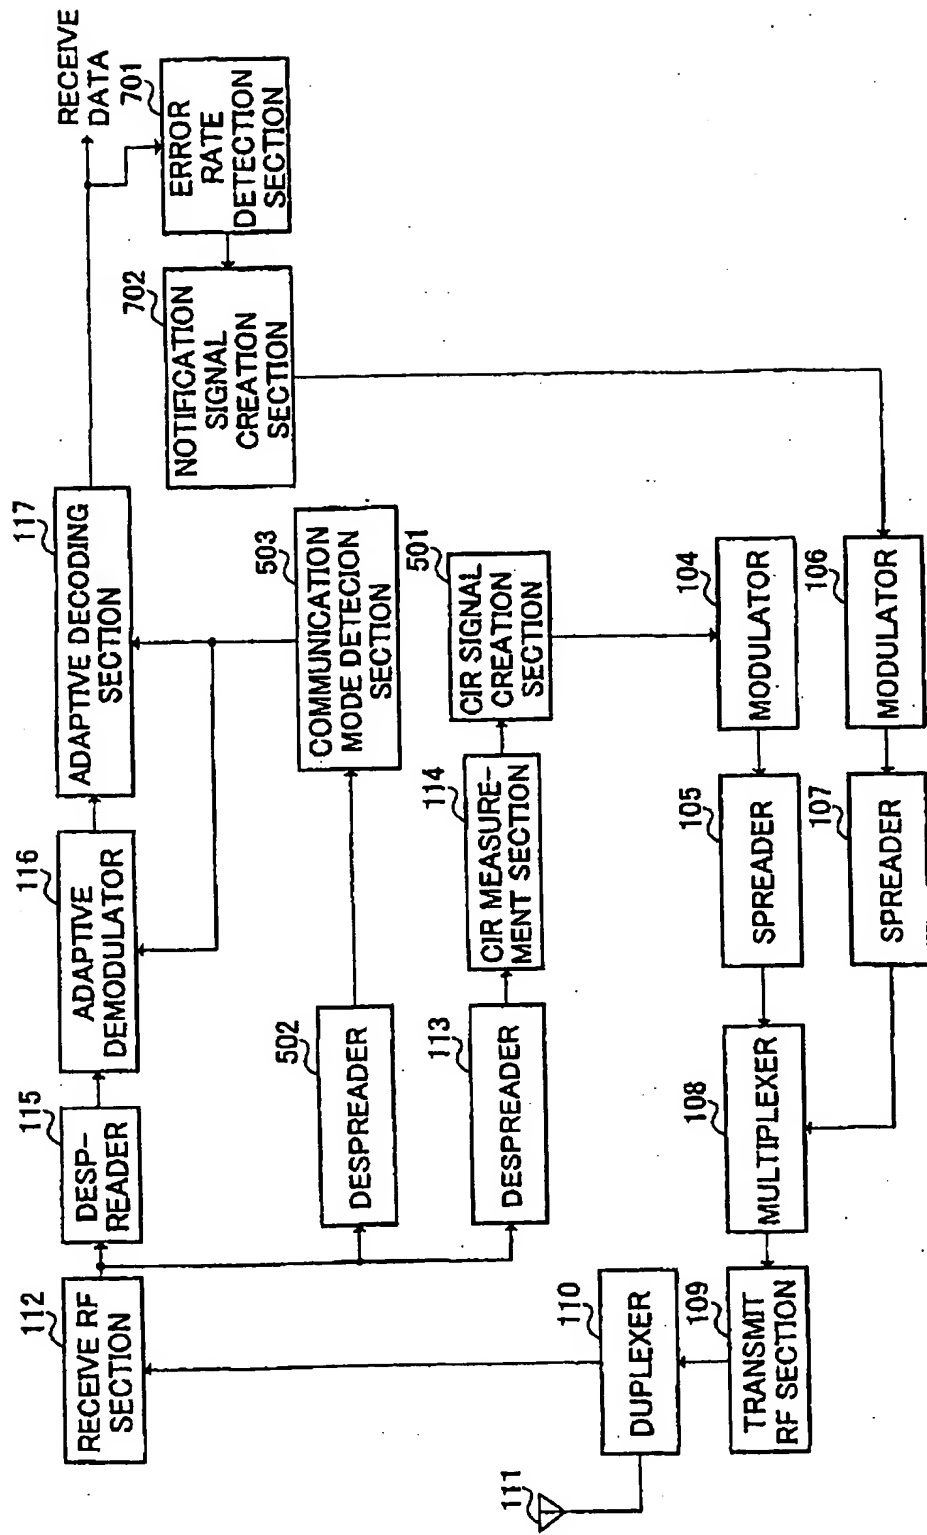 111
110
DUPLEXER
109
TRANSMIT
RF SECTION
112
RECEIVE RF
SECTION
115
DESP-
READER
116
ADAPTIVE
DEMODULATOR
117
ADAPTIVE DECODING
SECTION
RECEIVE
DATA
701
ERROR
RATE
DETECTION
SECTION
702
NOTIFICATION
SIGNAL
CREATION
SECTION
502
DESPREADER
503
COMMUNICATION
MODE DETECION
SECTION
113
DESPREADER
114
CIR MEASURE-
MENT SECTION
501
CIR SIGNAL
CREATION
SECTION
108
MULTIPLEXER
105
SPREADER
104
MODULATOR
107
SPREADER
106
MODULATOR